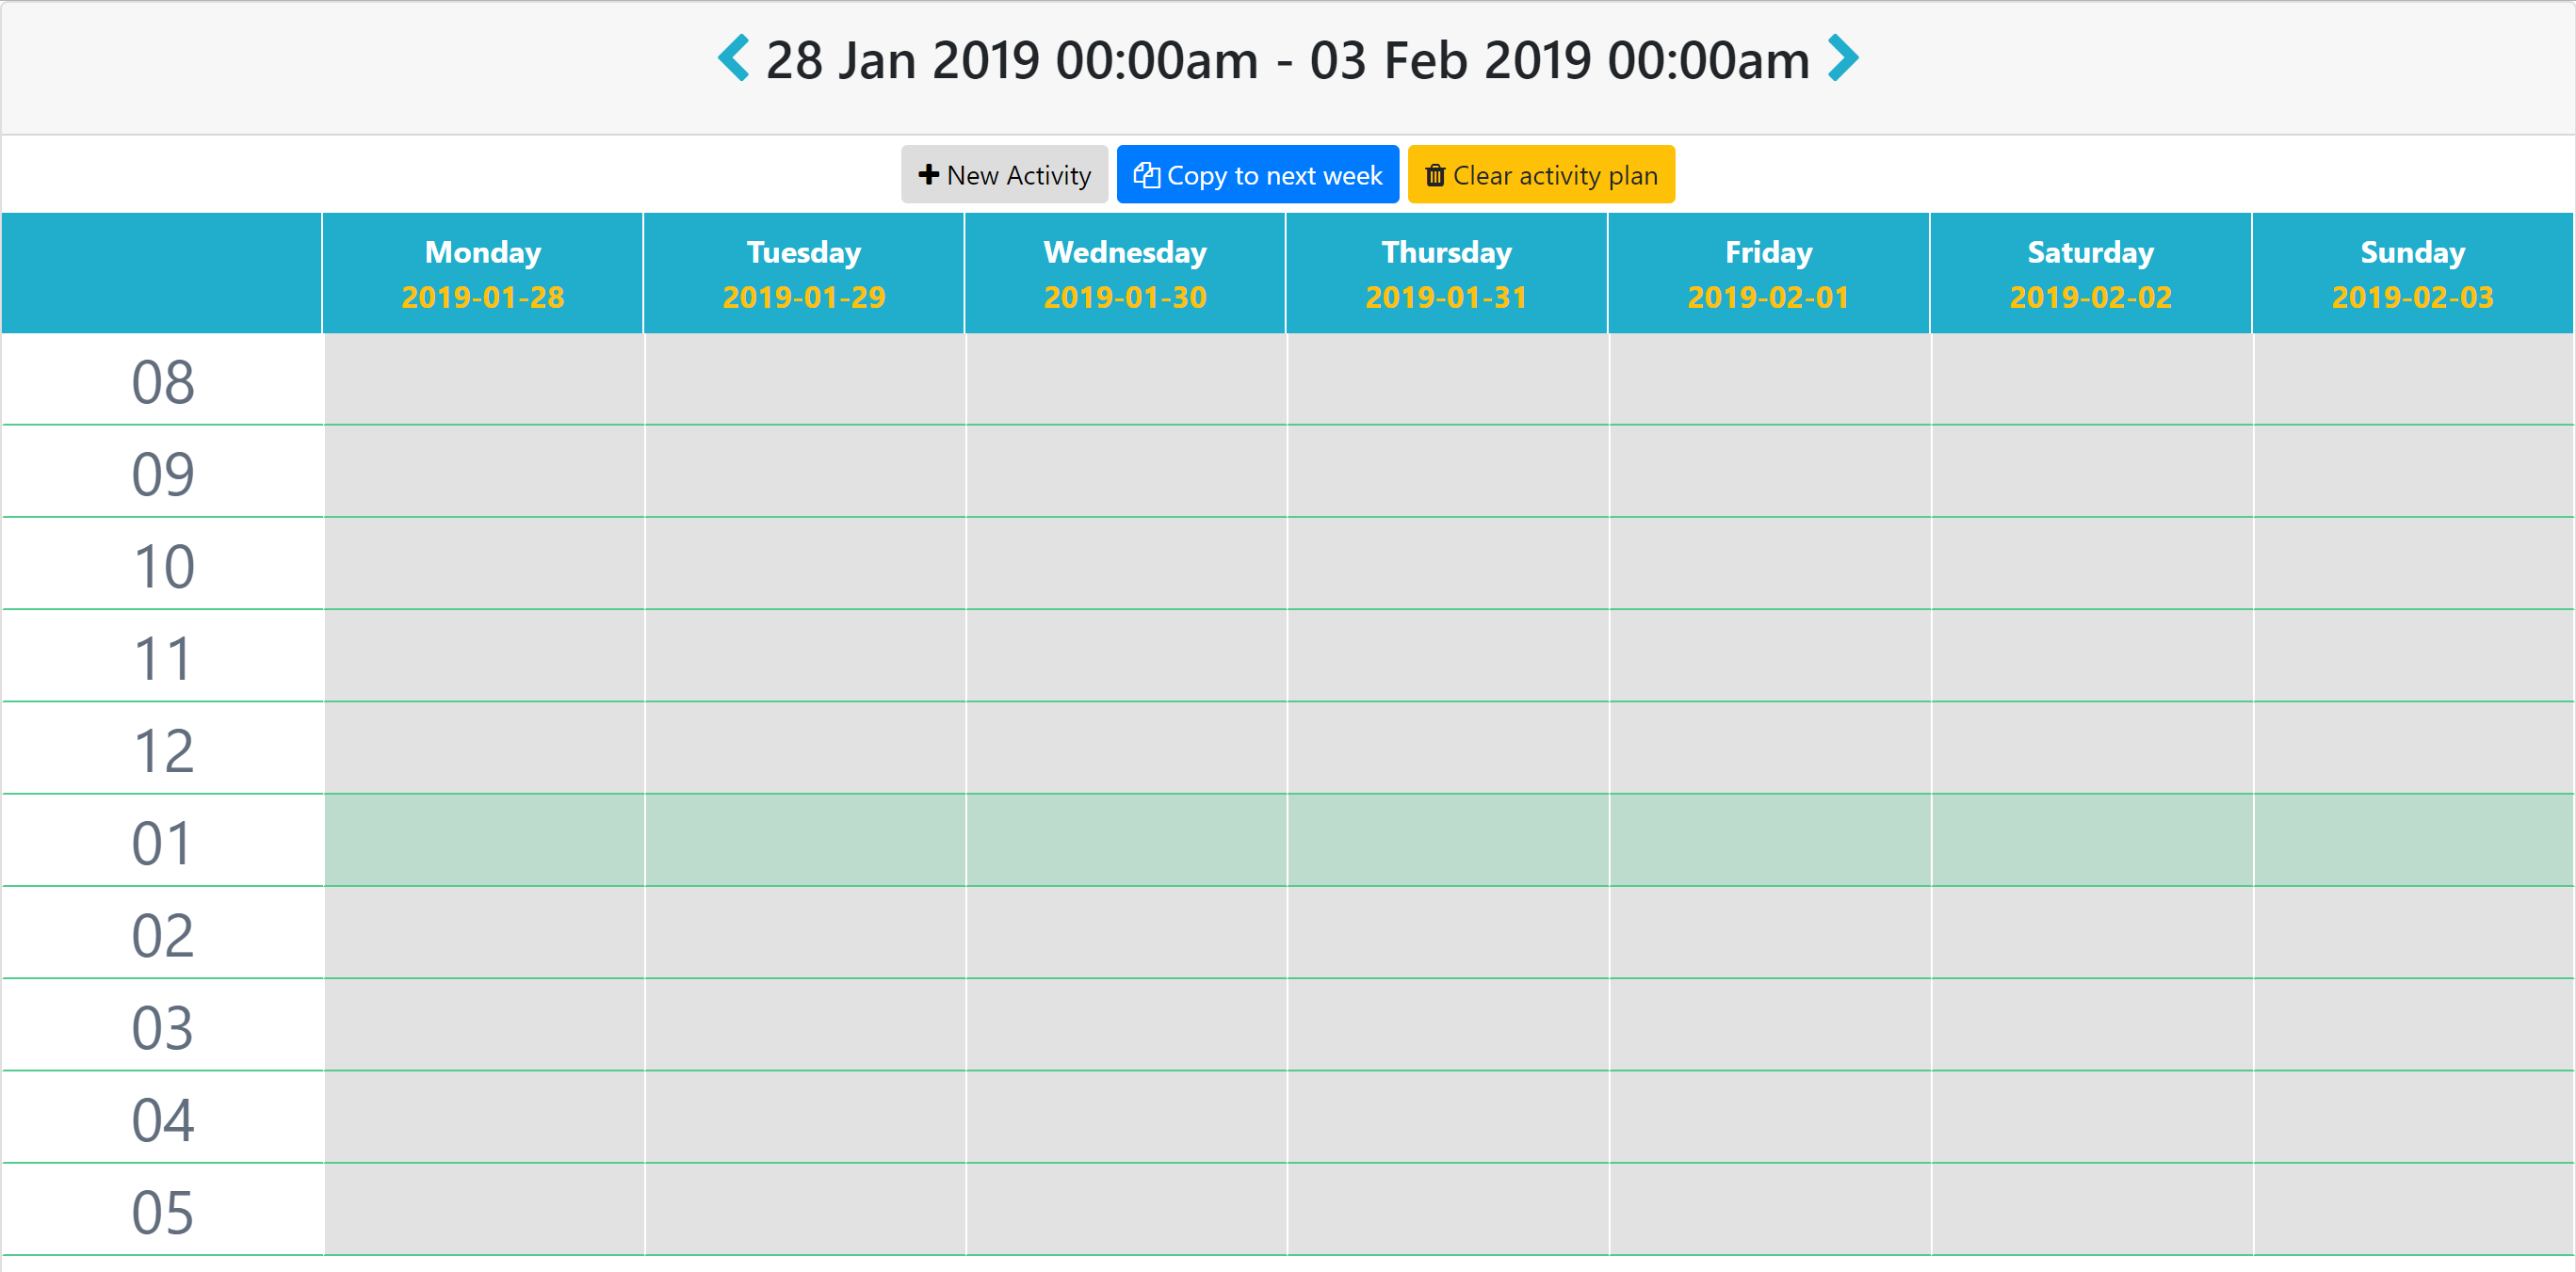 28 Jan 2019 00:00am - 03 Feb 2019 00:00am
New Activity Copy to next week Clear activity plan
Monday Tuesday Wednesday Thursday Friday Saturday Sunday
2019-01-28 2019-01-29 2019-01-30 2019-01-31 2019-02-01 2019-02-02 2019-02-03
08
09
10
11
12
01
02
03
04
05